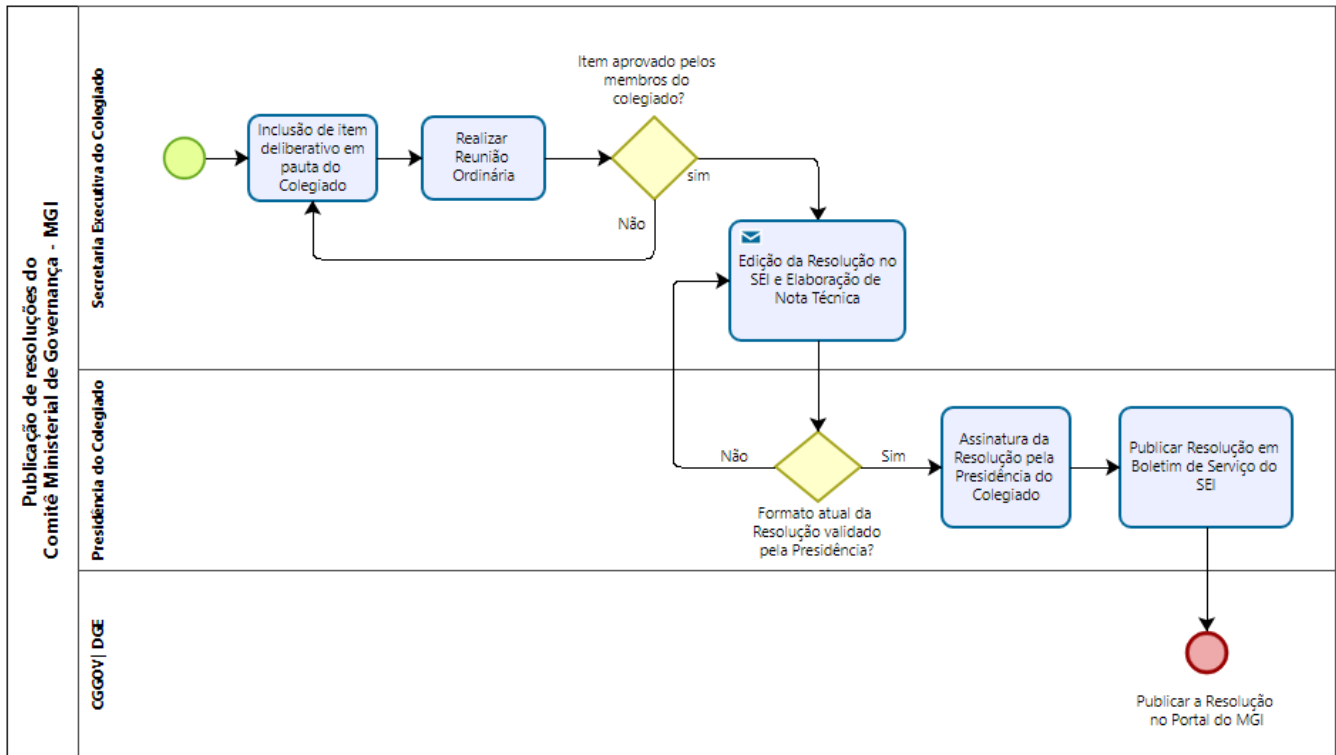 Publicação de resoluções do
Comitê Ministerial de Governança - MGI
Secretaria Executiva do Colegiado
Inclusão de item
deliberativo em
pauta do
Colegiado
Realizar
Reunião
Ordinária
Item aprovado pelos
membros do
colegiado?
sim
Não
Edição da Resolução no
SEI e Elaboração de
Nota Técnica
Presidência do Colegiado
Não
Sim
Formato atual da
Resolução validado
pela Presidência?
Assinatura da
Resolução pela
Presidência do
Colegiado
Publicar Resolução em
Boletim de Serviço do
SEI
CGGOV| DGE
Publicar a Resolução
no Portal do MGI